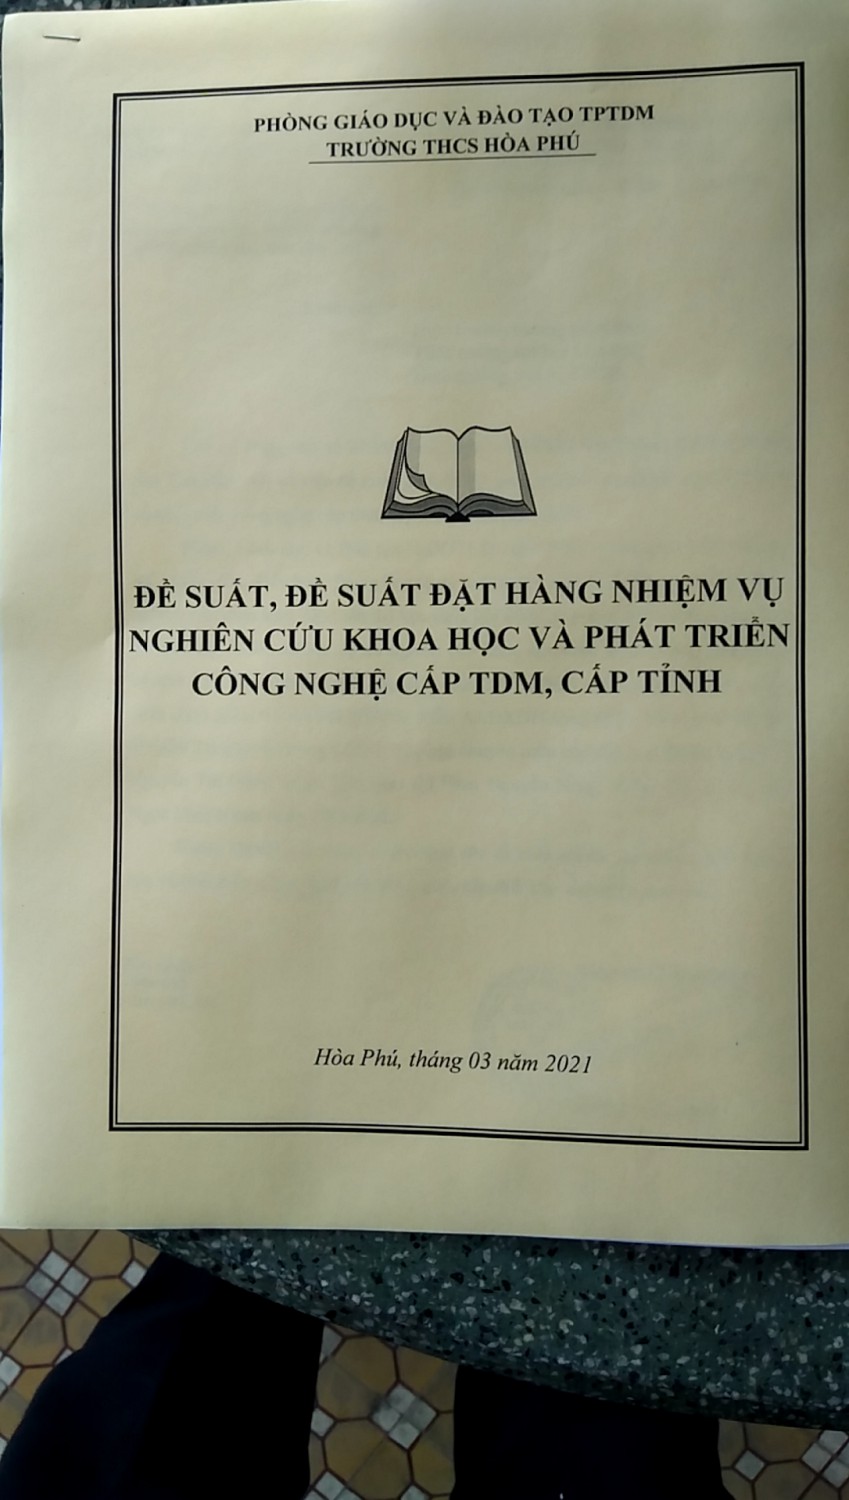 PHÒNG GIÁO DỤC VÀ ĐÀO TẠO TPTDM
TRƯỜNG THCS HÒA PHÚ
ĐỀ SUẤT, ĐỀ SUẤT ĐẶT HÀNG NHIỆM VỤ
NGHIÊN CỨU KHOA HỌC VÀ PHÁT TRIỄN
CÔNG NGHỆ CẤP TDM, CẤP TỈNH
Hòa Phú, tháng 03 năm 2021